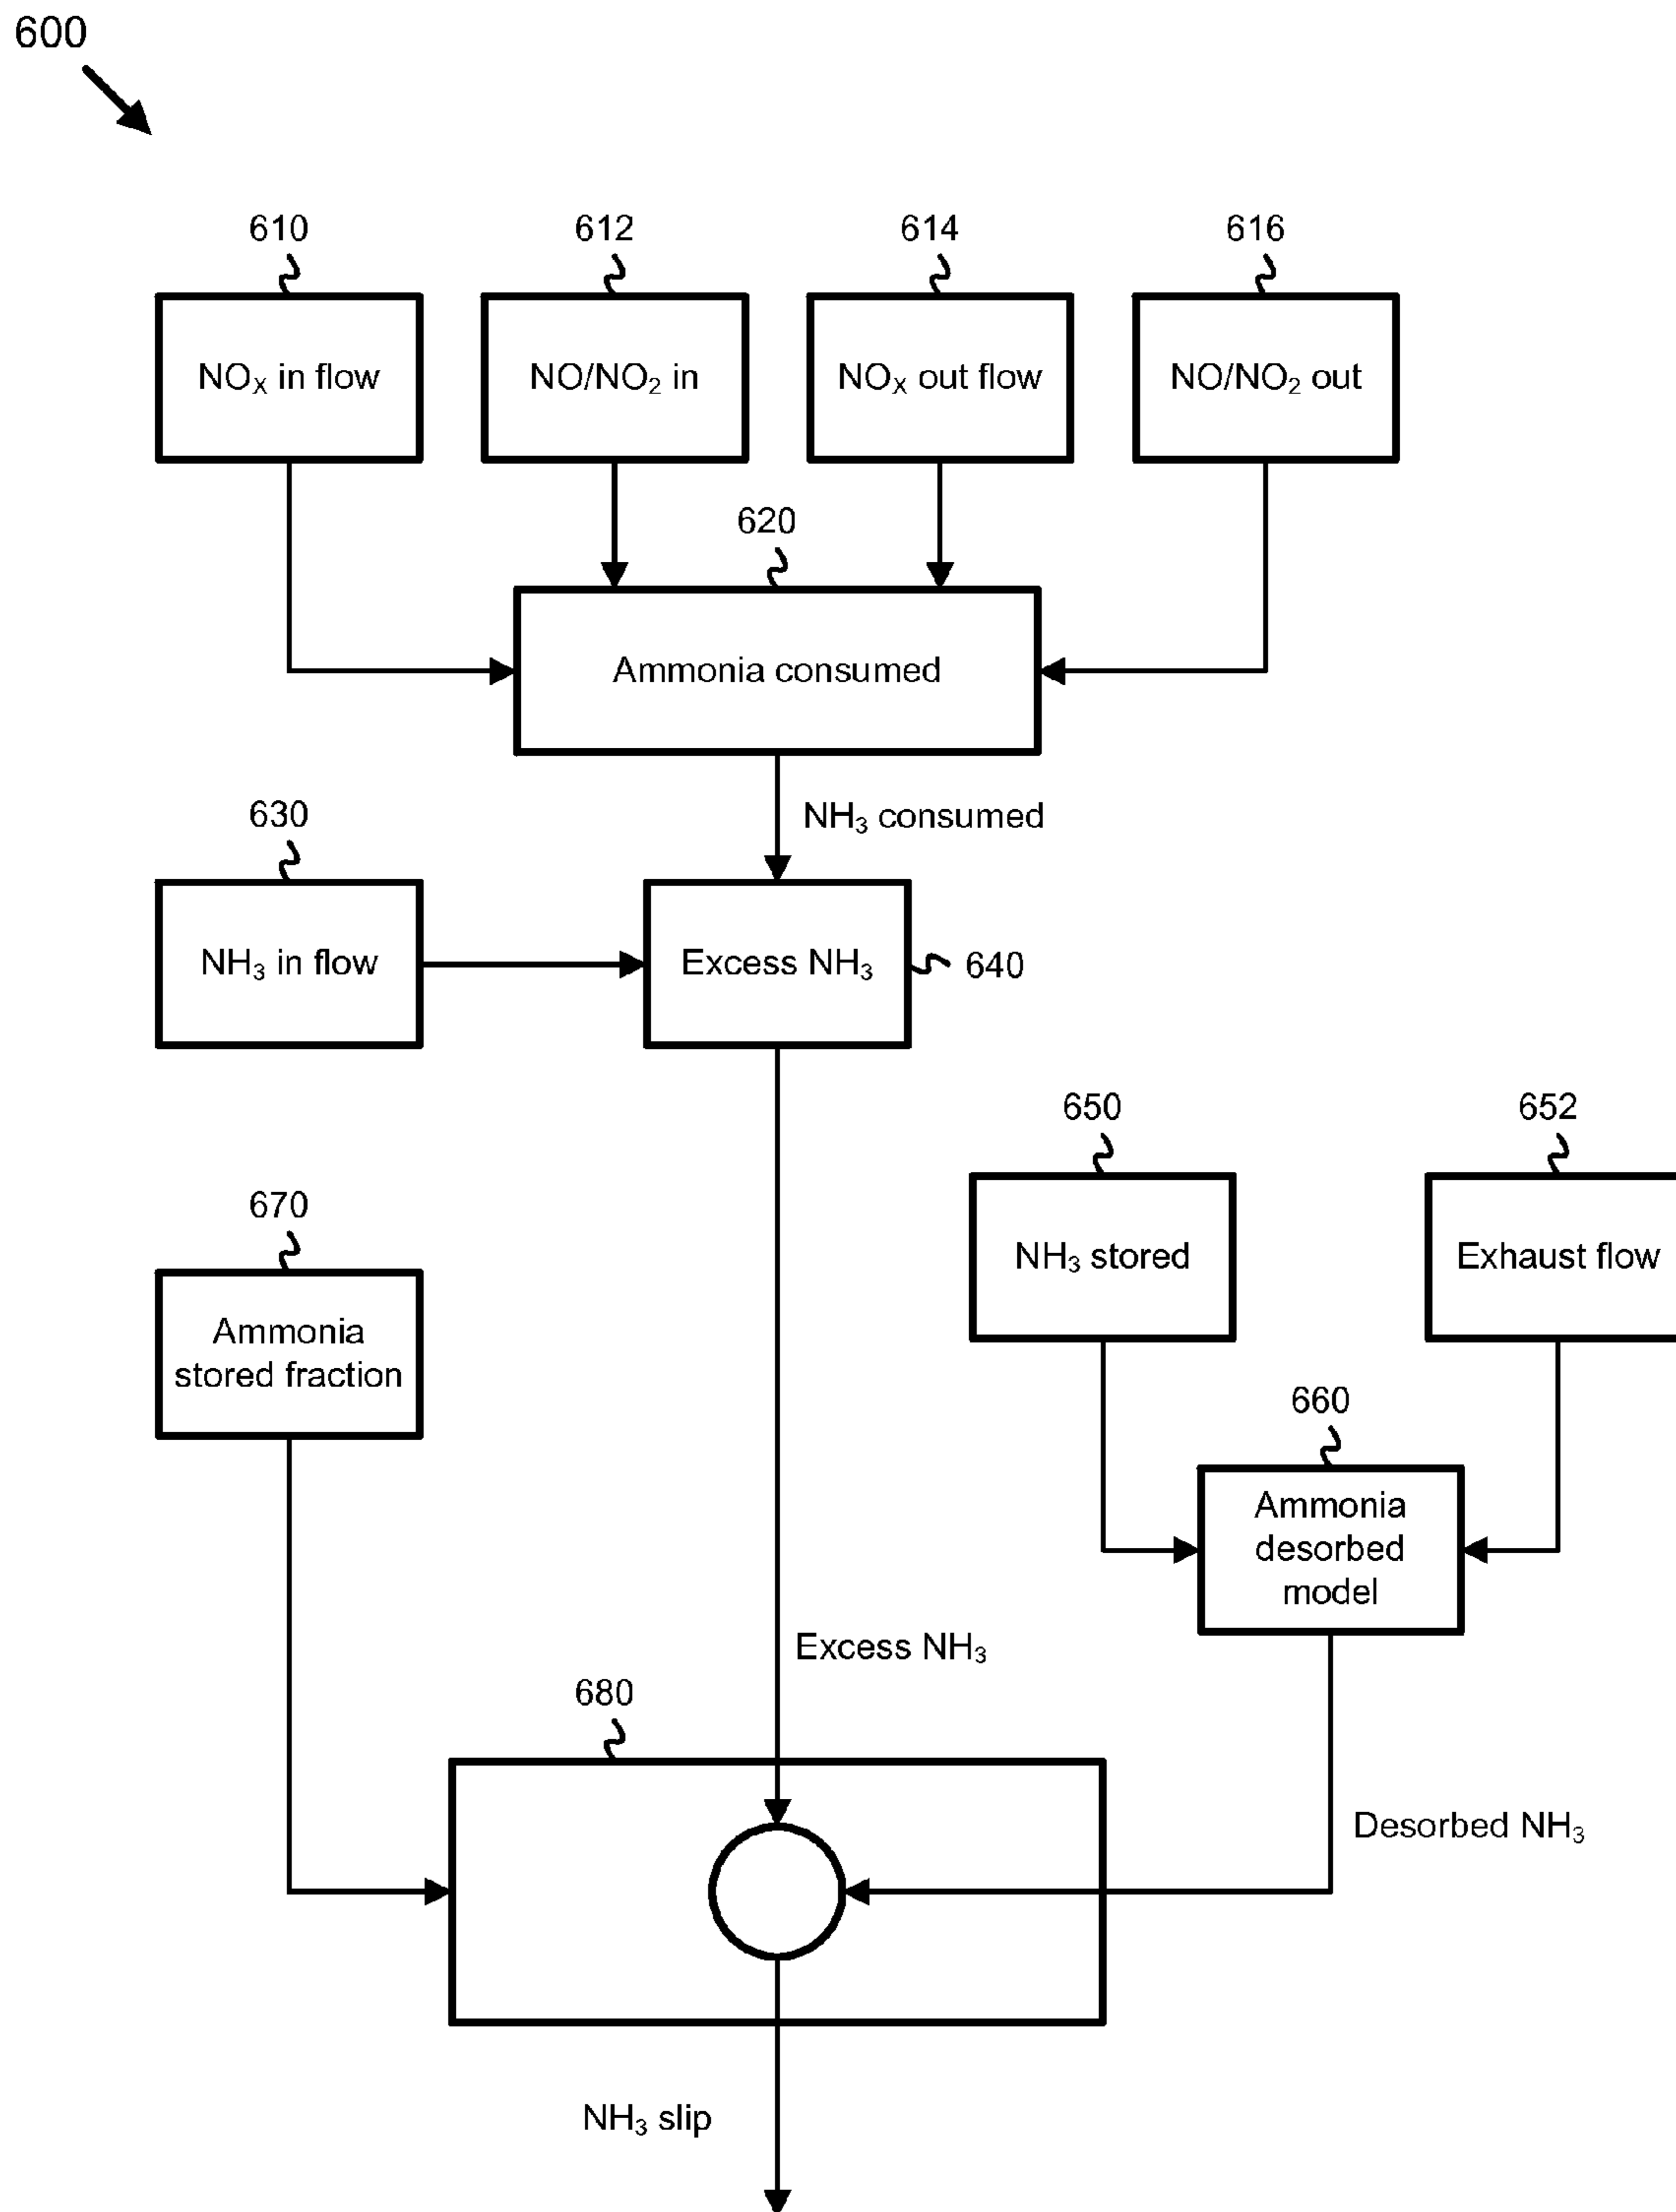 600
610
612
614
616
NOX in flow
NO/NO2 in
NOX out flow
NO/NO2 out
620
Ammonia consumed
NH3 consumed
630
NH3 in flow
Excess NH3
640
650
652
NH3 stored
Exhaust flow
670
Ammonia
stored fraction
660
Ammonia
desorbed
model
Excess NH3
680
Desorbed NH3
NH3 slip